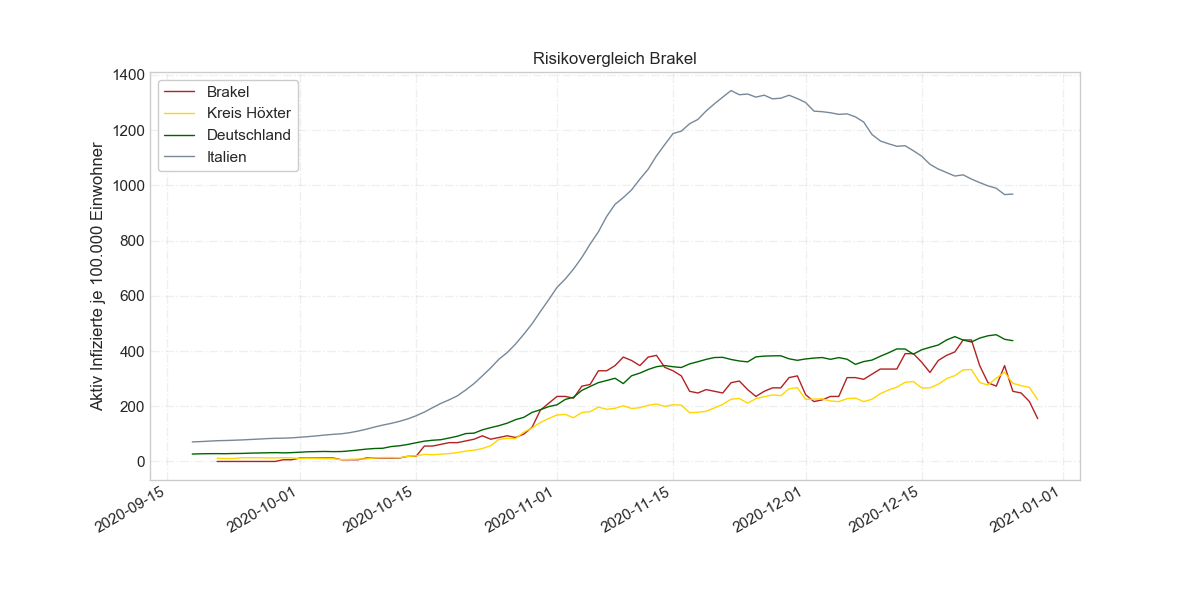 Risikovergleich Brakel
Aktiv Infizierte je 100.000 Einwohner
1400
1200
1000
800
600
400
200
0
Brakel
Kreis Höxter
Deutschland
Italien
2020-09-15
2020-10-01
2020-10-15
2020-11-01
2020-11-15
2020-12-01
2020-12-15
2021-01-01